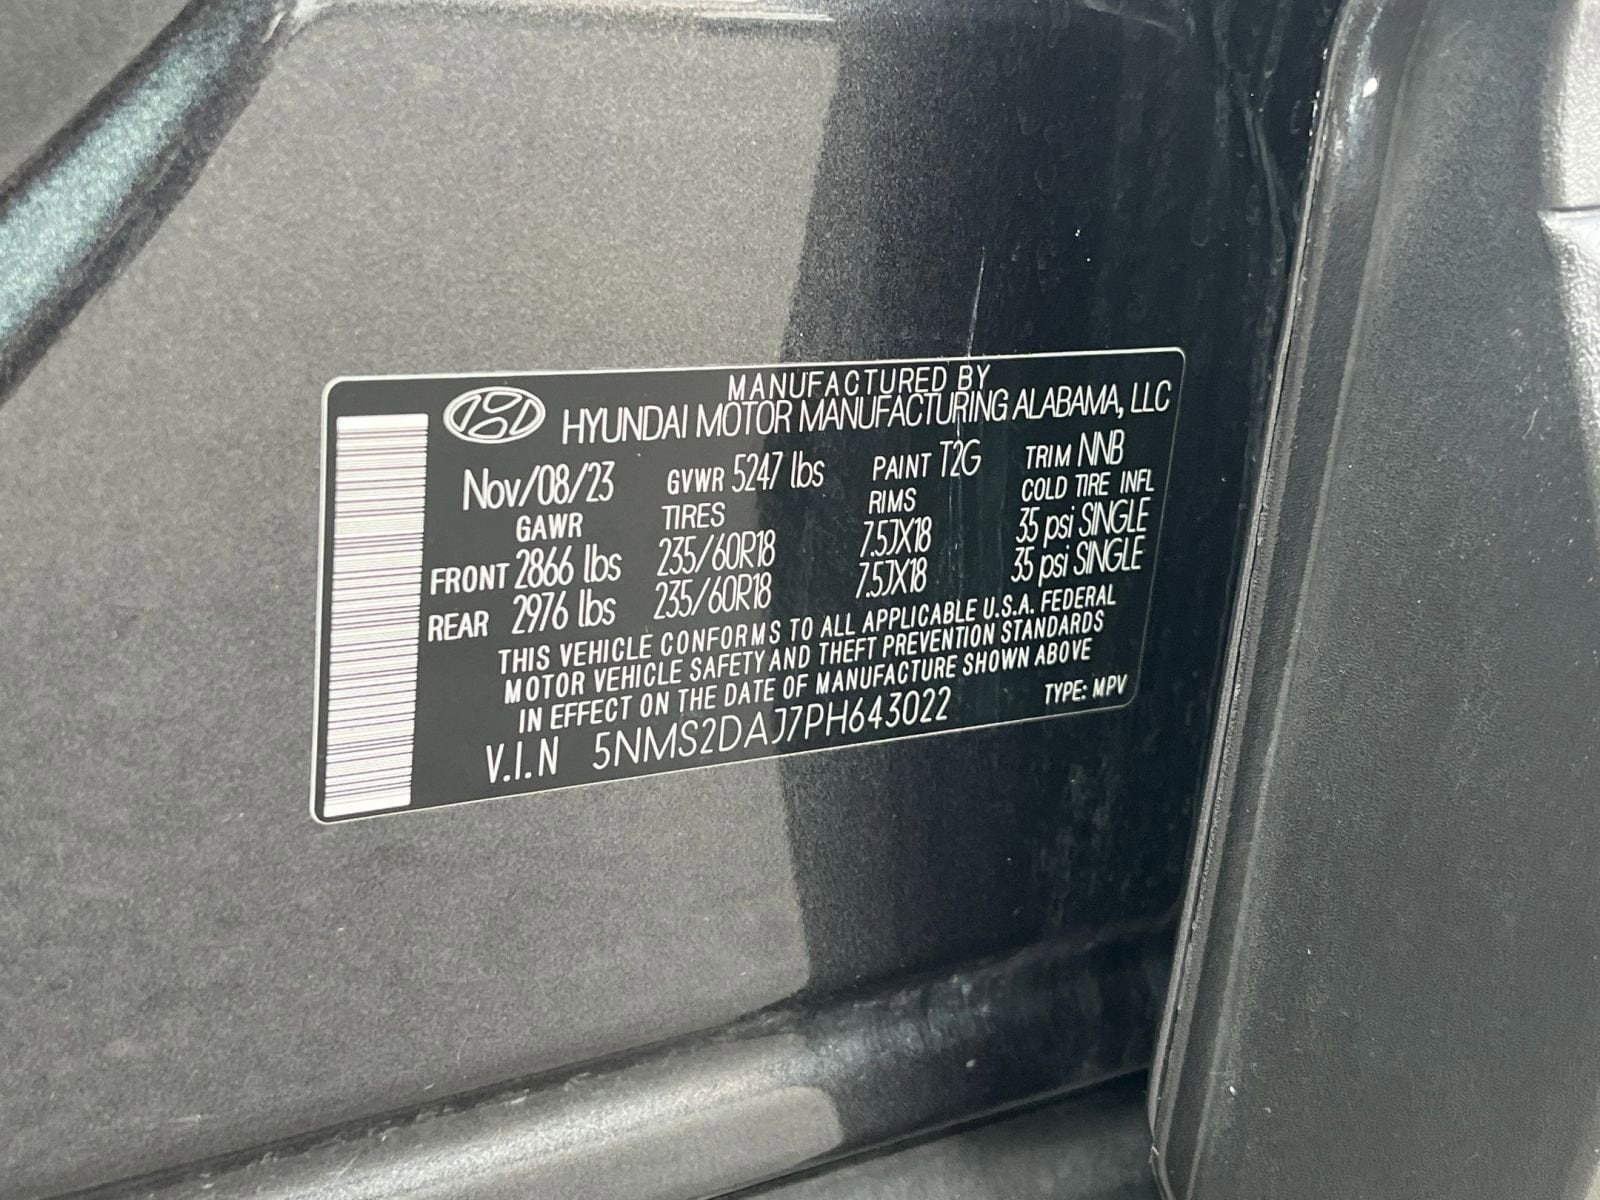 MANUFACTURED BY
HYUNDAI MOTOR MANUFACTURING ALABAMA, LLC
Nov/08/23 GVWR 5247 lbs PAINT T2G TRIM NNB
GAWR TIRES RIMS COLD TIRE INFL
FRONT 2866 lbs 235/60R18 7.5JX18 35 psi SINGLE
REAR 2976 lbs 235/60R18 7.5JX18 35 psi SINGLE
THIS VEHICLE CONFORMS TO ALL APPLICABLE U.S.A. FEDERAL
MOTOR VEHICLE SAFETY AND THEFT PREVENTION STANDARDS
IN EFFECT ON THE DATE OF MANUFACTURE SHOWN ABOVE
V.I.N 5NMS2DAJ7PH643022 TYPE: MPV